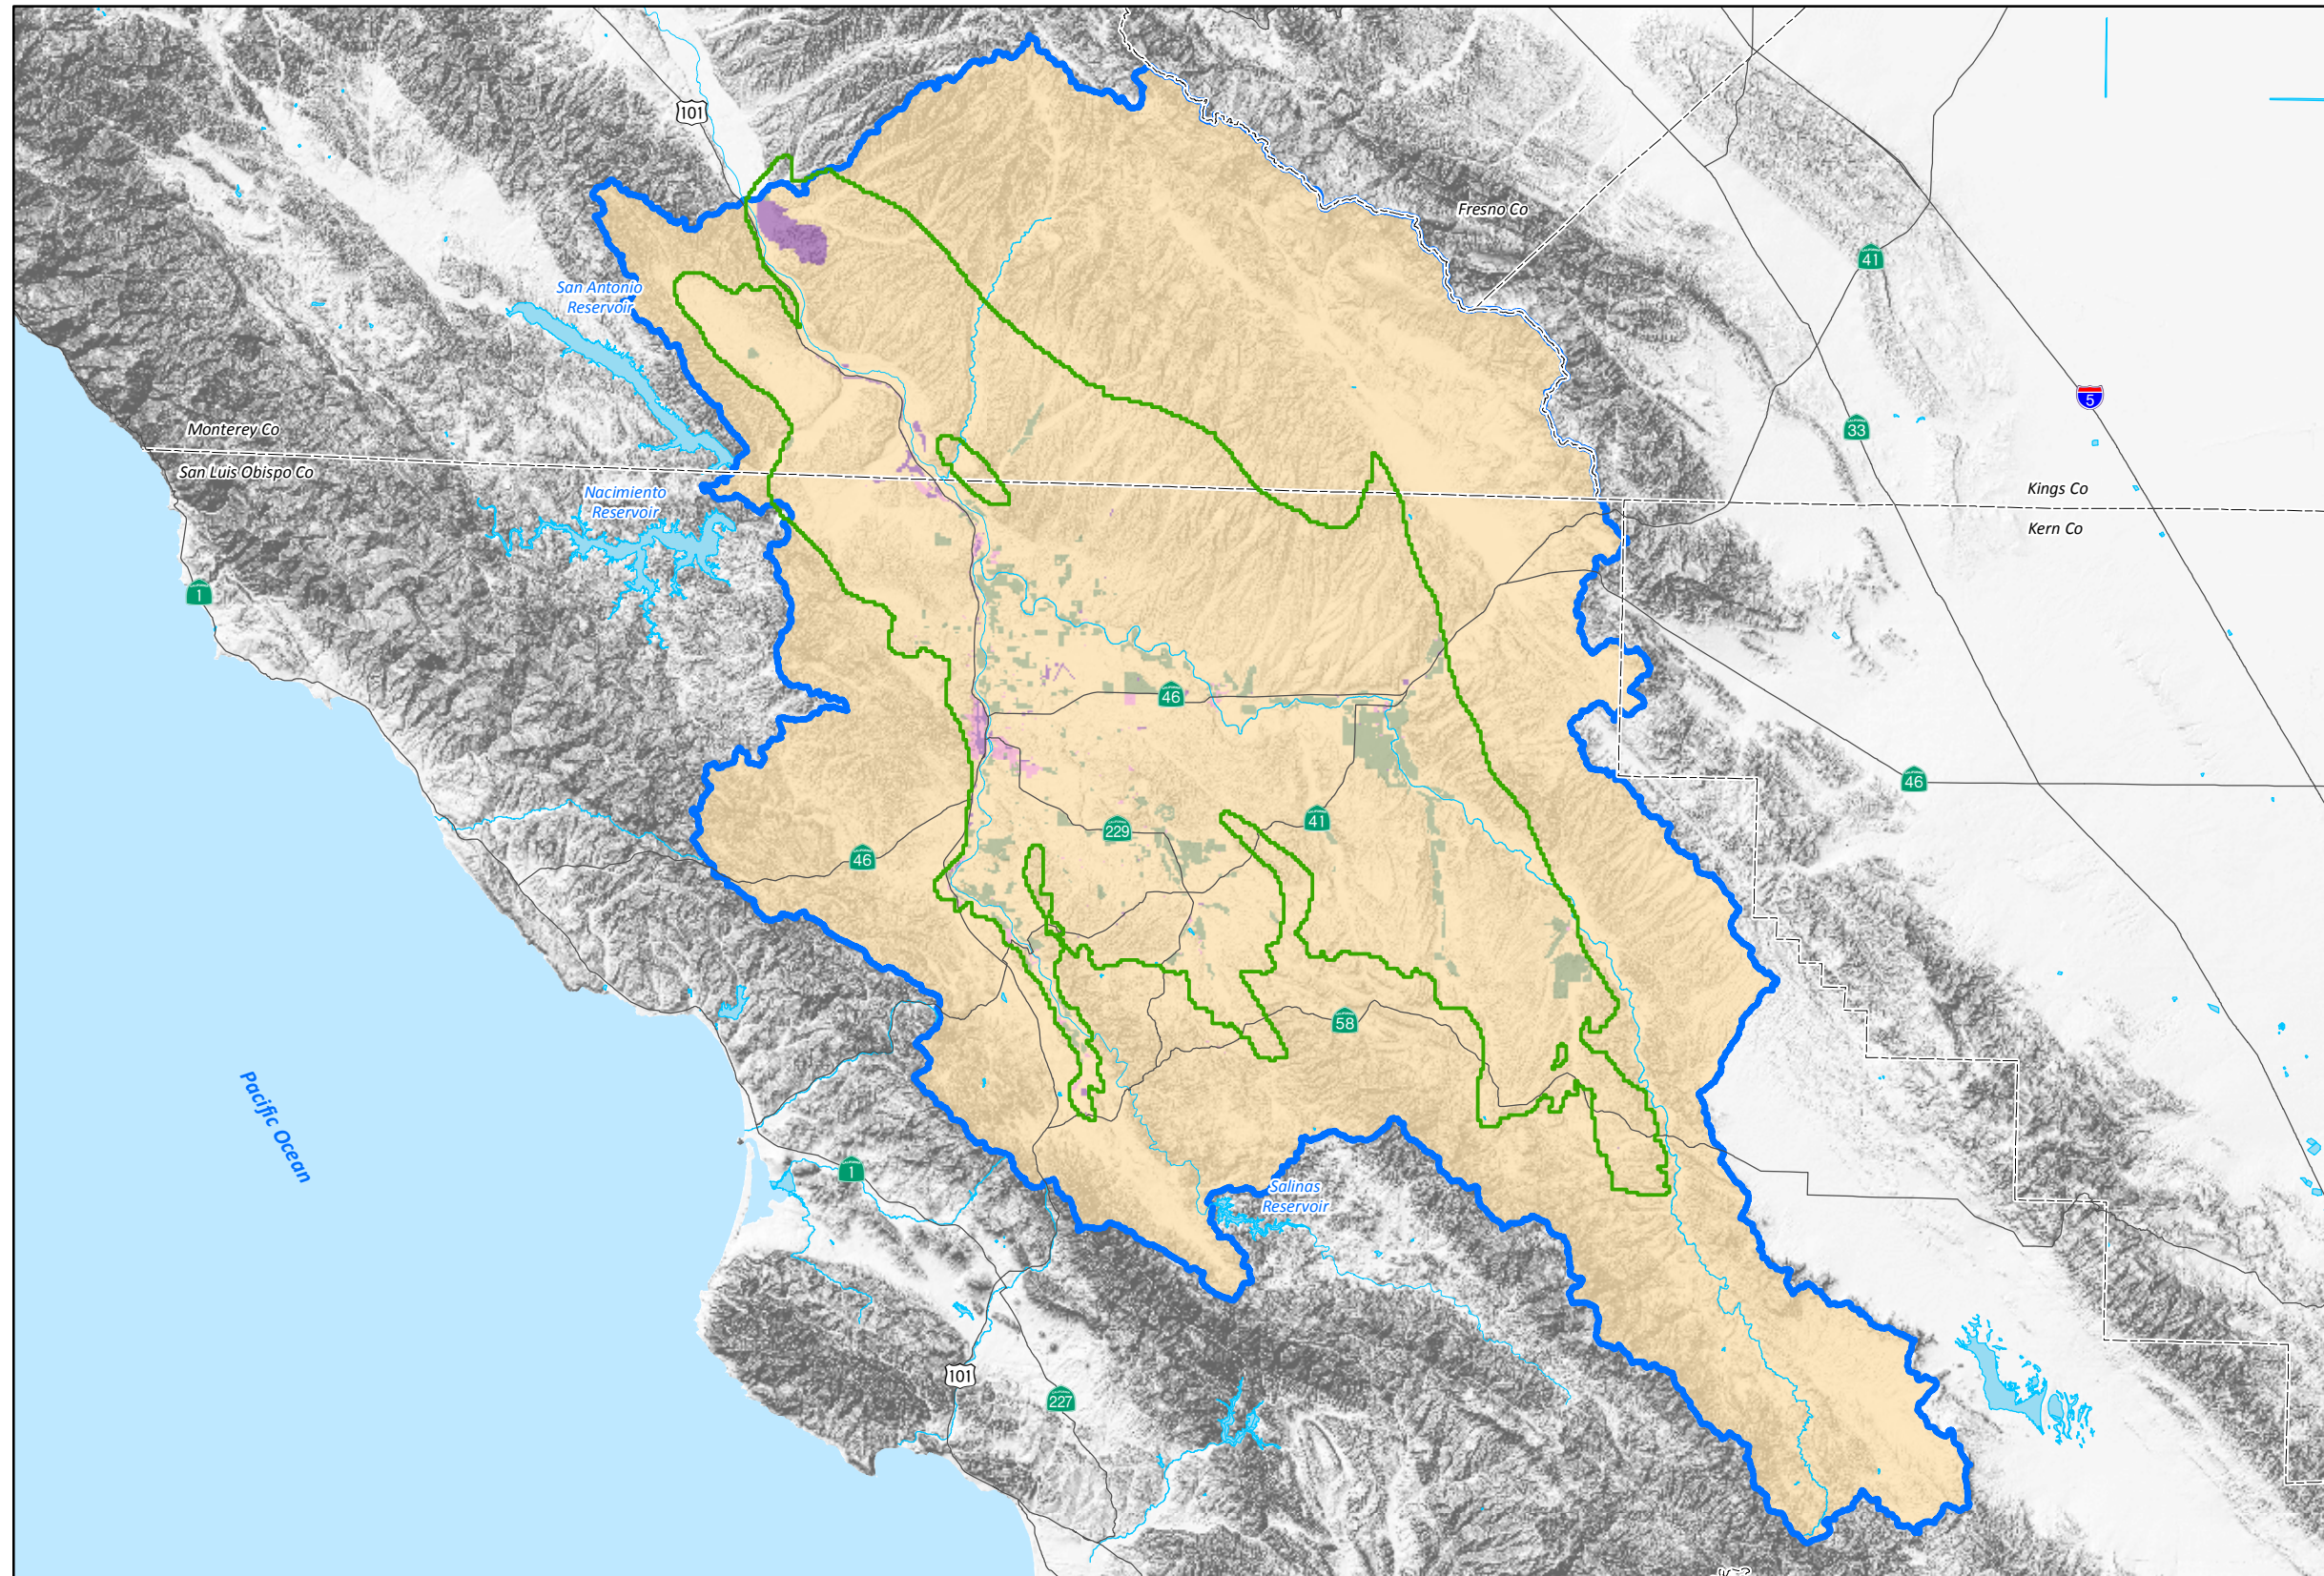 101
Fresno Co
41
San Antonio
Reservoir
5
Monterey Co
33
San Luis Obispo Co
Nacimiento
Reservoir
Kings Co
Kern Co
1
46
46
41
229
46
58
Pacific Ocean
1
Salinas
Reservoir
101
227